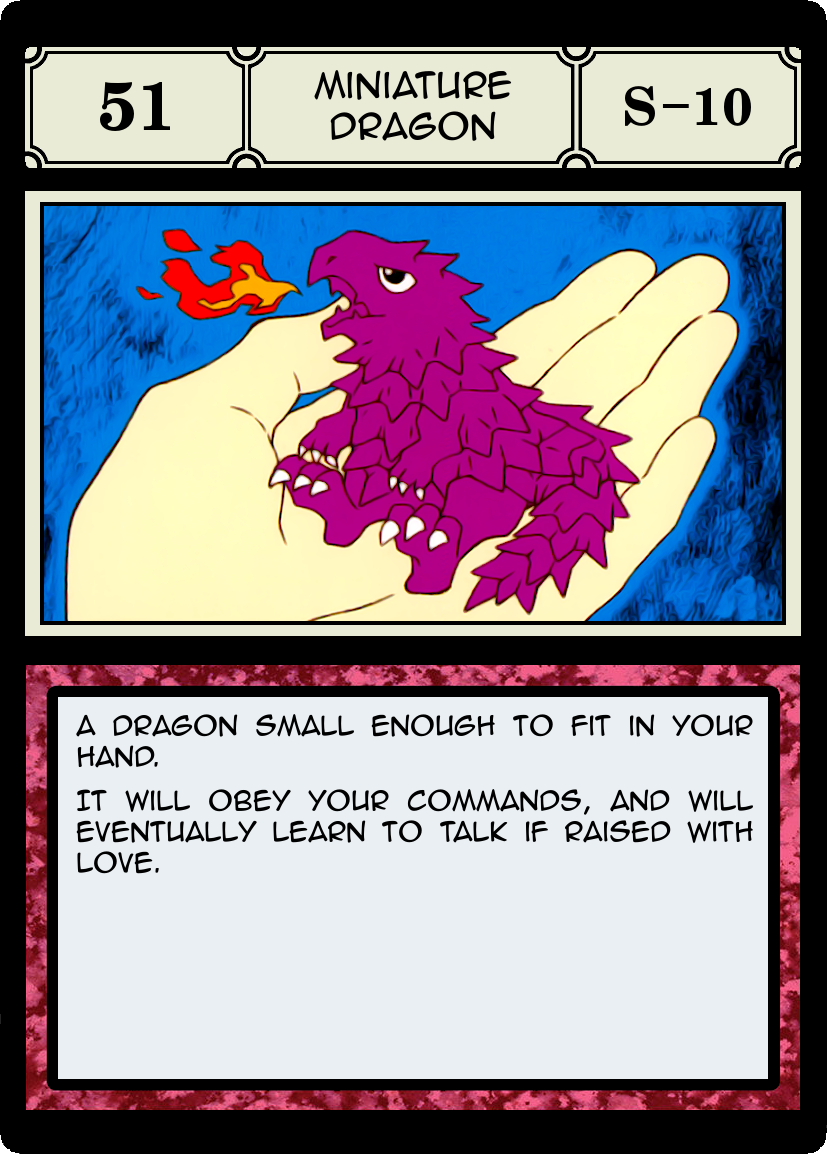 51
MINIATURE
DRAGON
S-10
A DRAGON SMALL ENOUGH TO FIT IN YOUR
HAND.
IT WILL OBEY YOUR COMMANDS, AND WILL
EVENTUALLY LEARN TO TALK IF RAISED WITH
LOVE.